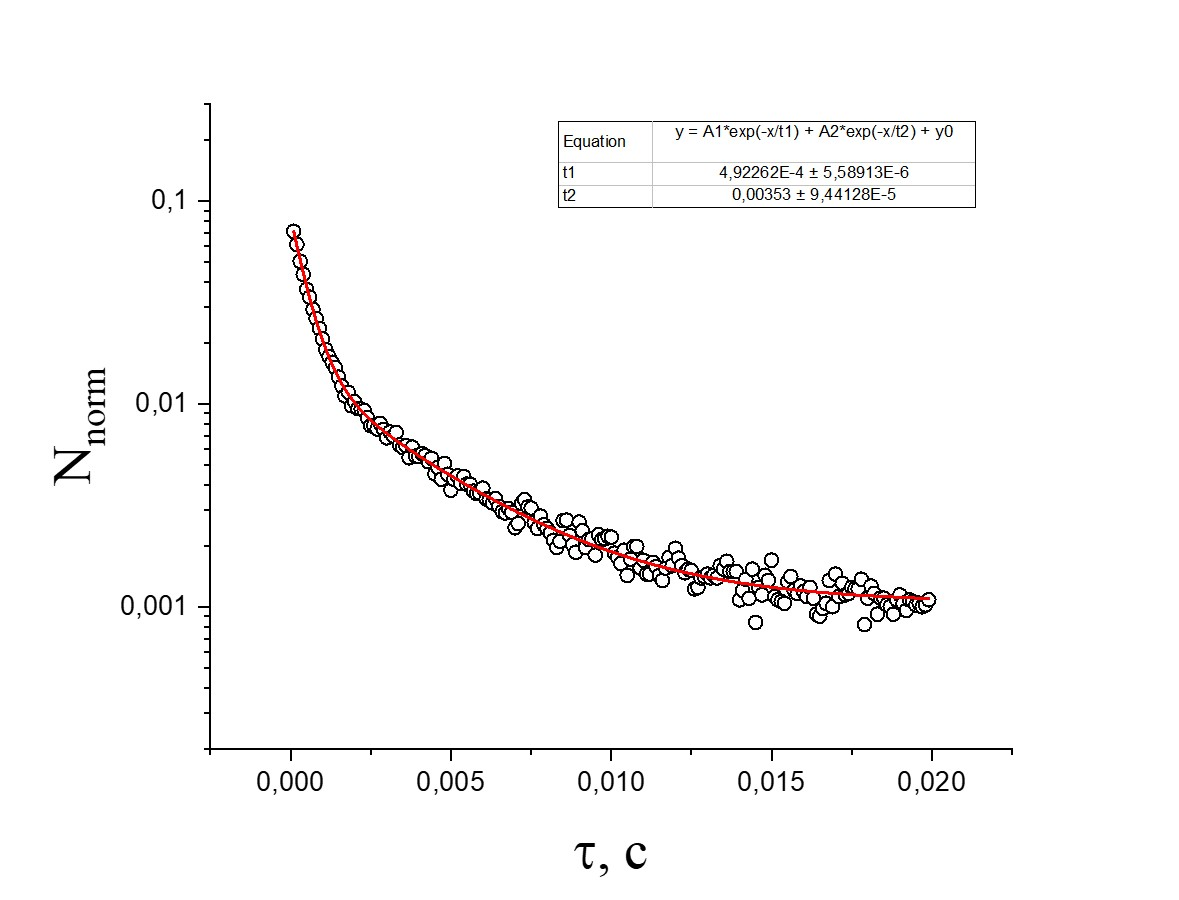 Equation y = A1*exp(-x/t1) + A2*exp(-x/t2) + y0
t1 4,92262E-4 ± 5,58913E-6
t2 0,00353 ± 9,44128E-5
0,1
0,01
0,001
N_norm
0,000 0,005 0,010 0,015 0,020
τ, c